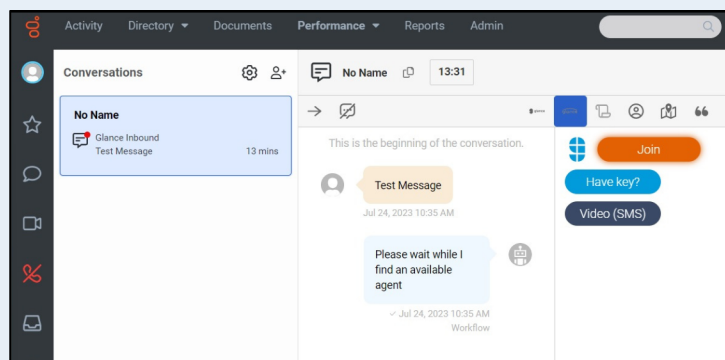 Activity Directory Documents Performance Reports Admin
Conversations
No Name 13:31
No Name
Glance Inbound
Test Message 13 mins
glance
This is the beginning of the conversation.
Test Message
Jul 24, 2023 10:35 AM
Please wait while I
find an available
agent
Jul 24, 2023 10:35 AM
Workflow
Join
Have key?
Video (SMS)